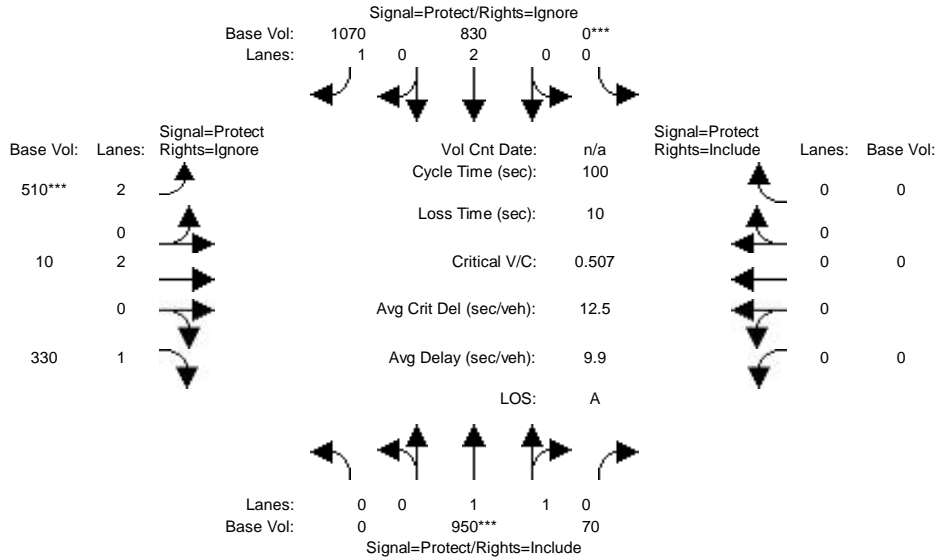 Signal=Protect/Rights=Ignore
Base Vol: 1070 830 0***
Lanes: 1 0 2 0 0
Signal=Protect
Rights=Ignore
Base Vol: Lanes:
510*** 2
0
10 2
0
330 1
Vol Cnt Date: n/a
Cycle Time (sec): 100
Loss Time (sec): 10
Critical V/C: 0.507
Avg Crit Del (sec/veh): 12.5
Avg Delay (sec/veh): 9.9
LOS: A
Signal=Protect
Rights=Include
Lanes: Base Vol:
0 0
0
0 0
0
0 0
Lanes: 0 0 1 1 0
Base Vol: 0 950*** 70
Signal=Protect/Rights=Include